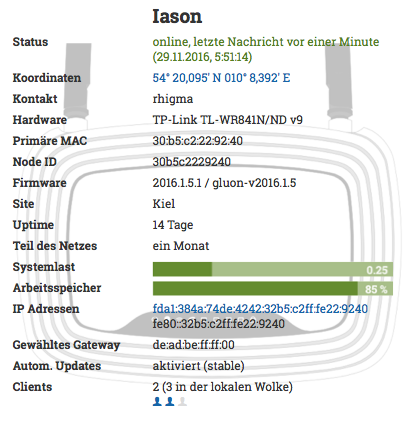 Iason
Status online, letzte Nachricht vor einer Minute
(29.11.2016, 5:51:14)
Koordinaten 54° 20,095' N 010° 8,392' E
Kontakt rhigma
Hardware TP-Link TL-WR841N/ND v9
Primäre MAC 30:b5:c2:22:92:40
Node ID 30b5c2229240
Firmware 2016.1.5.1 / gluon-v2016.1.5
Site Kiel
Uptime 14 Tage
Teil des Netzes ein Monat
Systemlast 0.25
Arbeitsspeicher 85 %
IP Adressen fda1:384a:74de:4242:32b5:c2ff:fe22:9240
fe80::32b5:c2ff:fe22:9240
Gewähltes Gateway de:ad:be:ff:ff:00
Autom. Updates aktiviert (stable)
Clients 2 (3 in der lokalen Wolke)